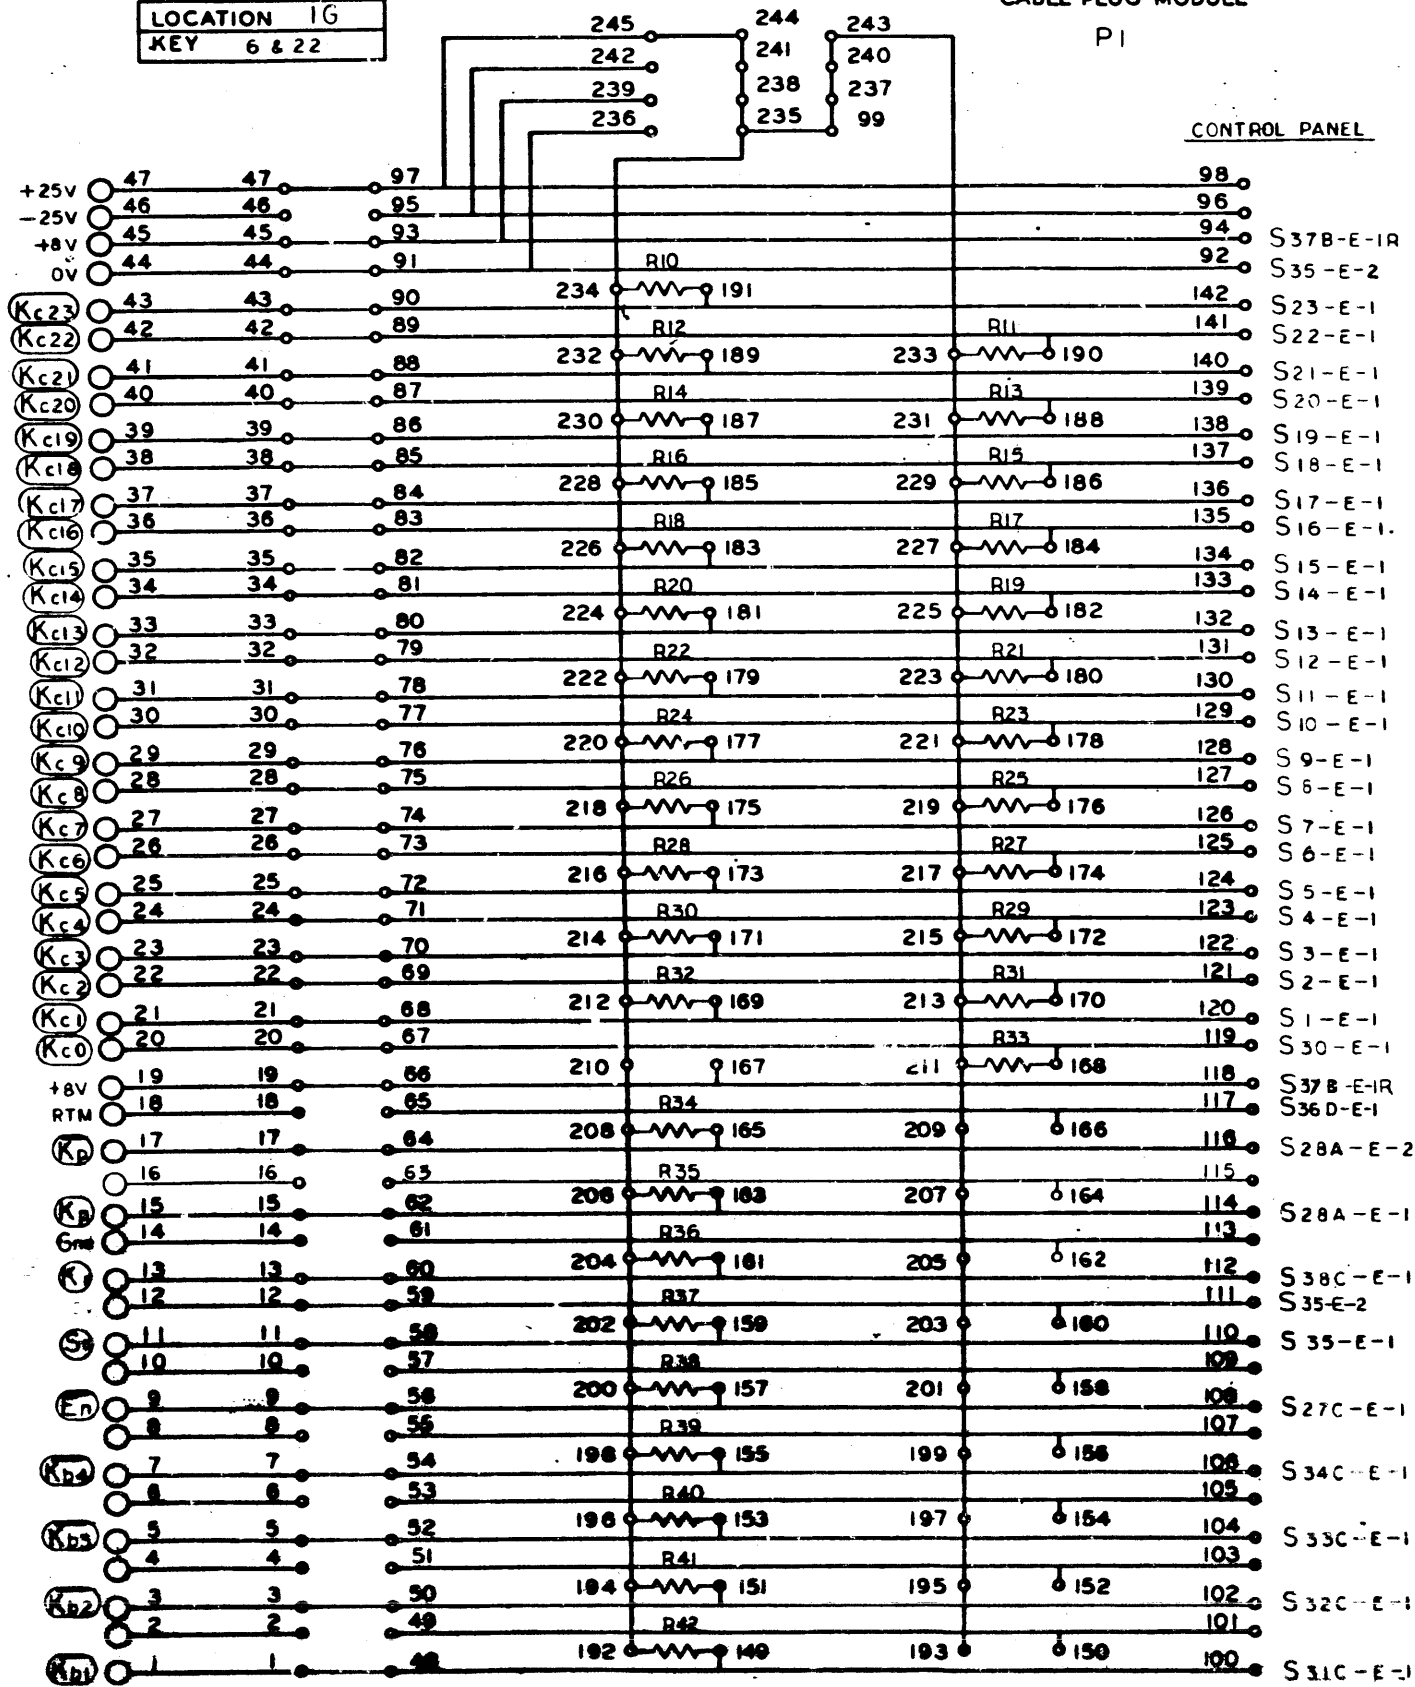 LOCATION 1G
KEY 6 & 22
CABLE PLUG MODULE
P1
CONTROL PANEL
245 244 243
242 241 240
239 238 237
236 235 99
+25V 47 47 97 98
-25V 46 46 95 96
+8V 45 45 93 94 S37B-E-1R
0V 44 44 91 92 S35-E-2
R10
234 191
Kc23 43 43 90 142 S23-E-1
Kc22 42 42 89 141 S22-E-1
R12 R11
232 189 233 190
Kc21 41 41 88 140 S21-E-1
Kc20 40 40 87 139 S20-E-1
R14 R13
230 187 231 188
Kc19 39 39 86 138 S19-E-1
Kc18 38 38 85 137 S18-E-1
R16 R15
228 185 229 186
Kc17 37 37 84 136 S17-E-1
Kc16 36 36 83 135 S16-E-1.
R18 R17
226 183 227 184
Kc15 35 35 82 134 S15-E-1
Kc14 34 34 81 133 S14-E-1
R20 R19
224 181 225 182
Kc13 33 33 80 132 S13-E-1
Kc12 32 32 79 131 S12-E-1
R22 R21
222 179 223 180
Kc11 31 31 78 130 S11-E-1
Kc10 30 30 77 129 S10-E-1
R24 R23
220 177 221 178
Kc9 29 29 76 128 S9-E-1
Kc8 28 28 75 127 S8-E-1
R26 R25
218 175 219 176
Kc7 27 27 74 126 S7-E-1
Kc6 26 26 73 125 S6-E-1
R28 R27
216 173 217 174
Kc5 25 25 72 124 S5-E-1
Kc4 24 24 71 123 S4-E-1
R30 R29
214 171 215 172
Kc3 23 23 70 122 S3-E-1
Kc2 22 22 69 121 S2-E-1
R32 R31
212 169 213 170
Kc1 21 21 68 120 S1-E-1
Kc0 20 20 67 119 S30-E-1
R33
210 167 211 168
+8V 19 19 66 118 S37B-E-1R
RTM 18 18 65 117 S36D-E-1
R34
208 165 209 166
17 17 64 116 S28A-E-2
16 16 63 115
R35
206 163 207 164
15 15 62 114 S28A-E-1
Gnd 14 14 61 113
R36
204 161 205 162
13 13 60 112 S38C-E-1
12 12 59 111 S35-E-2
R37
202 159 203 160
11 11 58 110 S35-E-1
10 10 57 109
R38
200 157 201 158
En 9 9 56 108 S27C-E-1
8 8 55 107
R39
198 155 199 156
Kb4 7 7 54 106 S34C-E-1
6 6 53 105
R40
196 153 197 154
Kb3 5 5 52 104 S33C-E-1
4 4 51 103
R41
194 151 195 152
Kb2 3 3 50 102 S32C-E-1
2 2 49 101
R42
192 149 193 150
Kb1 1 1 48 100 S31C-E-1